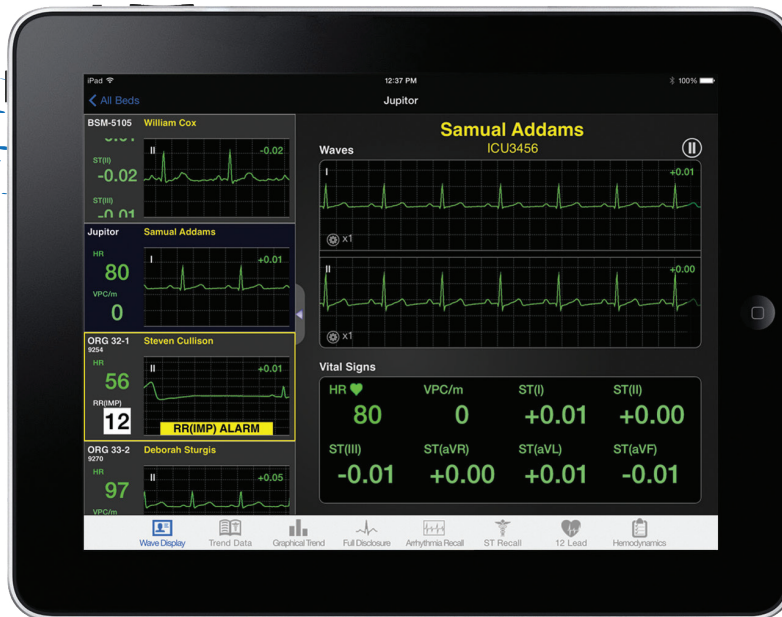 iPad
12:37 PM
100%
All Beds
Jupitor
BSM-5105 William Cox
ST(II)
-0.02
II
-0.02
ST(III)
-0.01
Jupitor Samual Addams
HR
80
I
+0.01
VPC/m
0
ORG 32-1 Steven Cullison
9254
HR
56
II
+0.01
RR(IMP)
12
RR(IMP) ALARM
ORG 33-2 Deborah Sturgis
9270
HR
97
II
+0.05
VPC/m
Samual Addams
Waves
ICU3456
I
+0.01
x1
II
+0.00
x1
Vital Signs
HR VPC/m ST(I) ST(II)
80 0 +0.01 +0.00
ST(III) ST(aVR) ST(aVL) ST(aVF)
-0.01 +0.00 +0.01 -0.01
Wave Display Trend Data Graphical Trend Full Disclosure Arrhythmia Recall ST Recall 12 Lead Hemodynamics